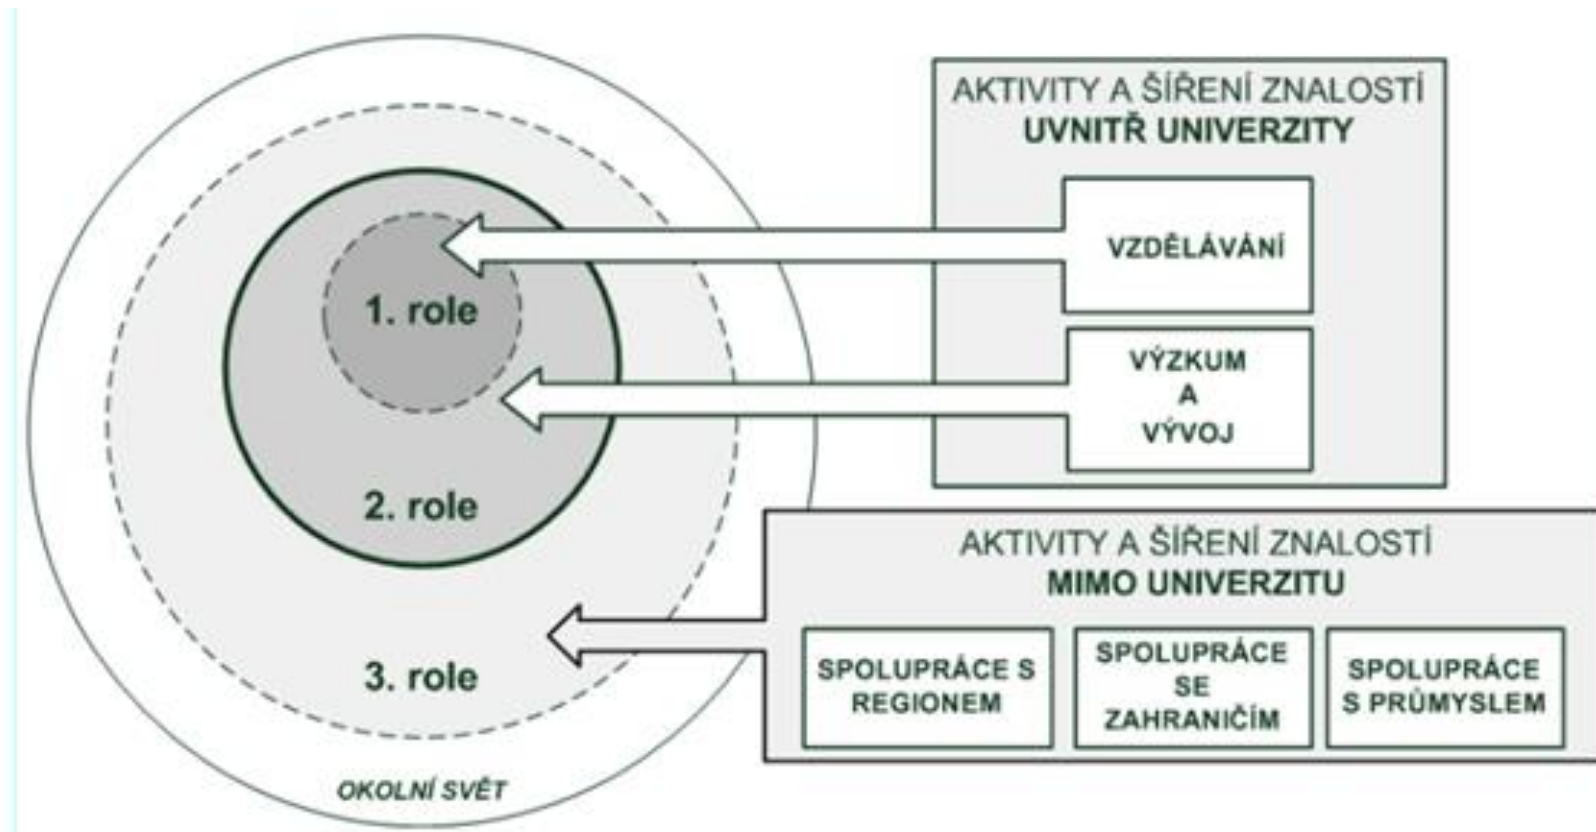 AKTIVITY A ŠÍŘENÍ ZNALOSTÍ
UVNITŘ UNIVERZITY
VZDĚLÁVÁNÍ
VÝZKUM
A
VÝVOJ
1. role
2. role
3. role
OKOLNÍ SVĚT
AKTIVITY A ŠÍŘENÍ ZNALOSTÍ
MIMO UNIVERZITU
SPOLUPRÁCE S
REGIONEM
SPOLUPRÁCE
SE
ZAHRANIČÍM
SPOLUPRÁCE
S PRŮMYSLEM